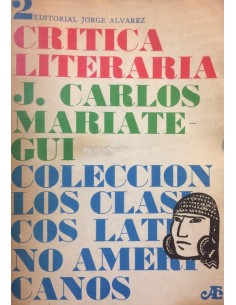 2 EDITORIAL JORGE ALVAREZ
CRITICA
LITERARIA
J. CARLOS
MARIATE-
GUI
COLECCION
LOS CLASI
COS LATI
NO AMERI
CANOS